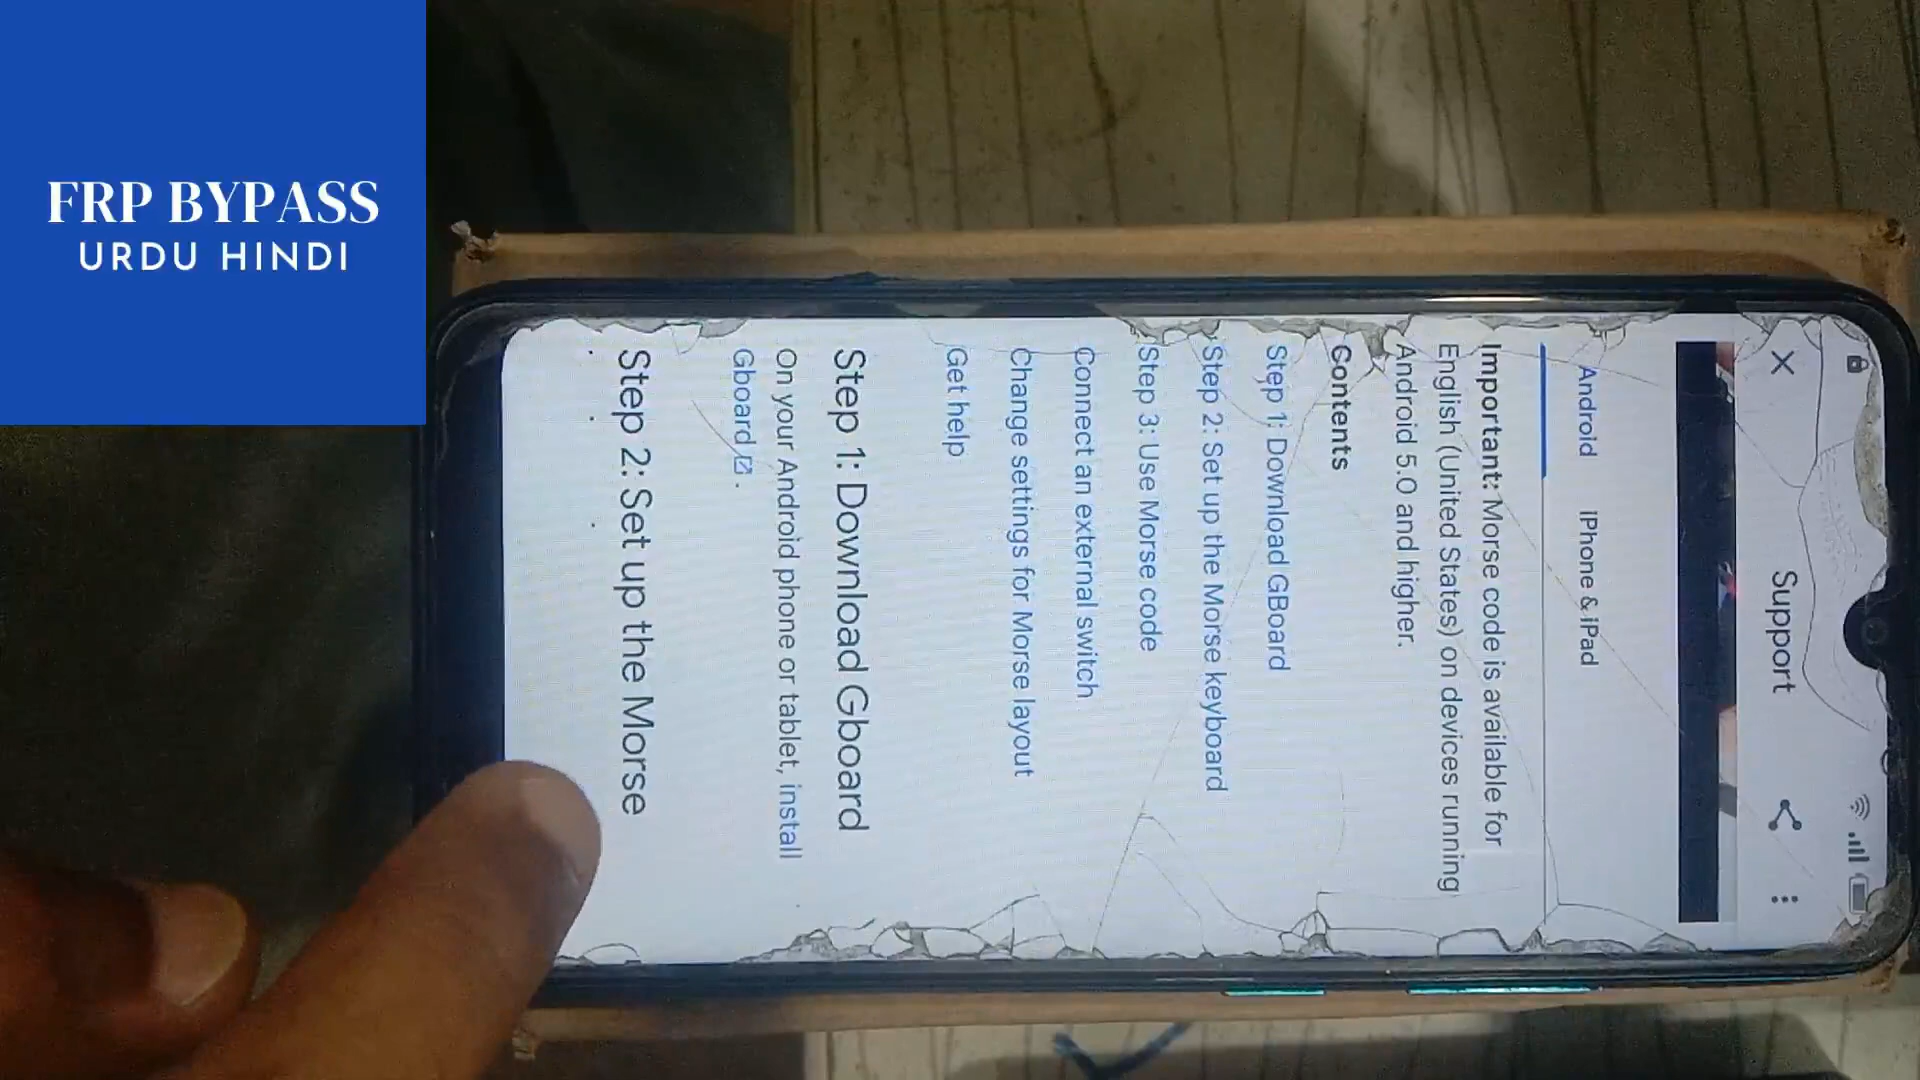 FRP BYPASS
URDU HINDI
Support
Android
iPhone & iPad
Important: Morse code is available for
English (United States) on devices running
Android 5.0 and higher.
Contents
Step 1: Download GBoard
Step 2: Set up the Morse keyboard
Step 3: Use Morse code
Connect an external switch
Change settings for Morse layout
Get help
Step 1: Download Gboard
On your Android phone or tablet, install
Gboard.
Step 2: Set up the Morse